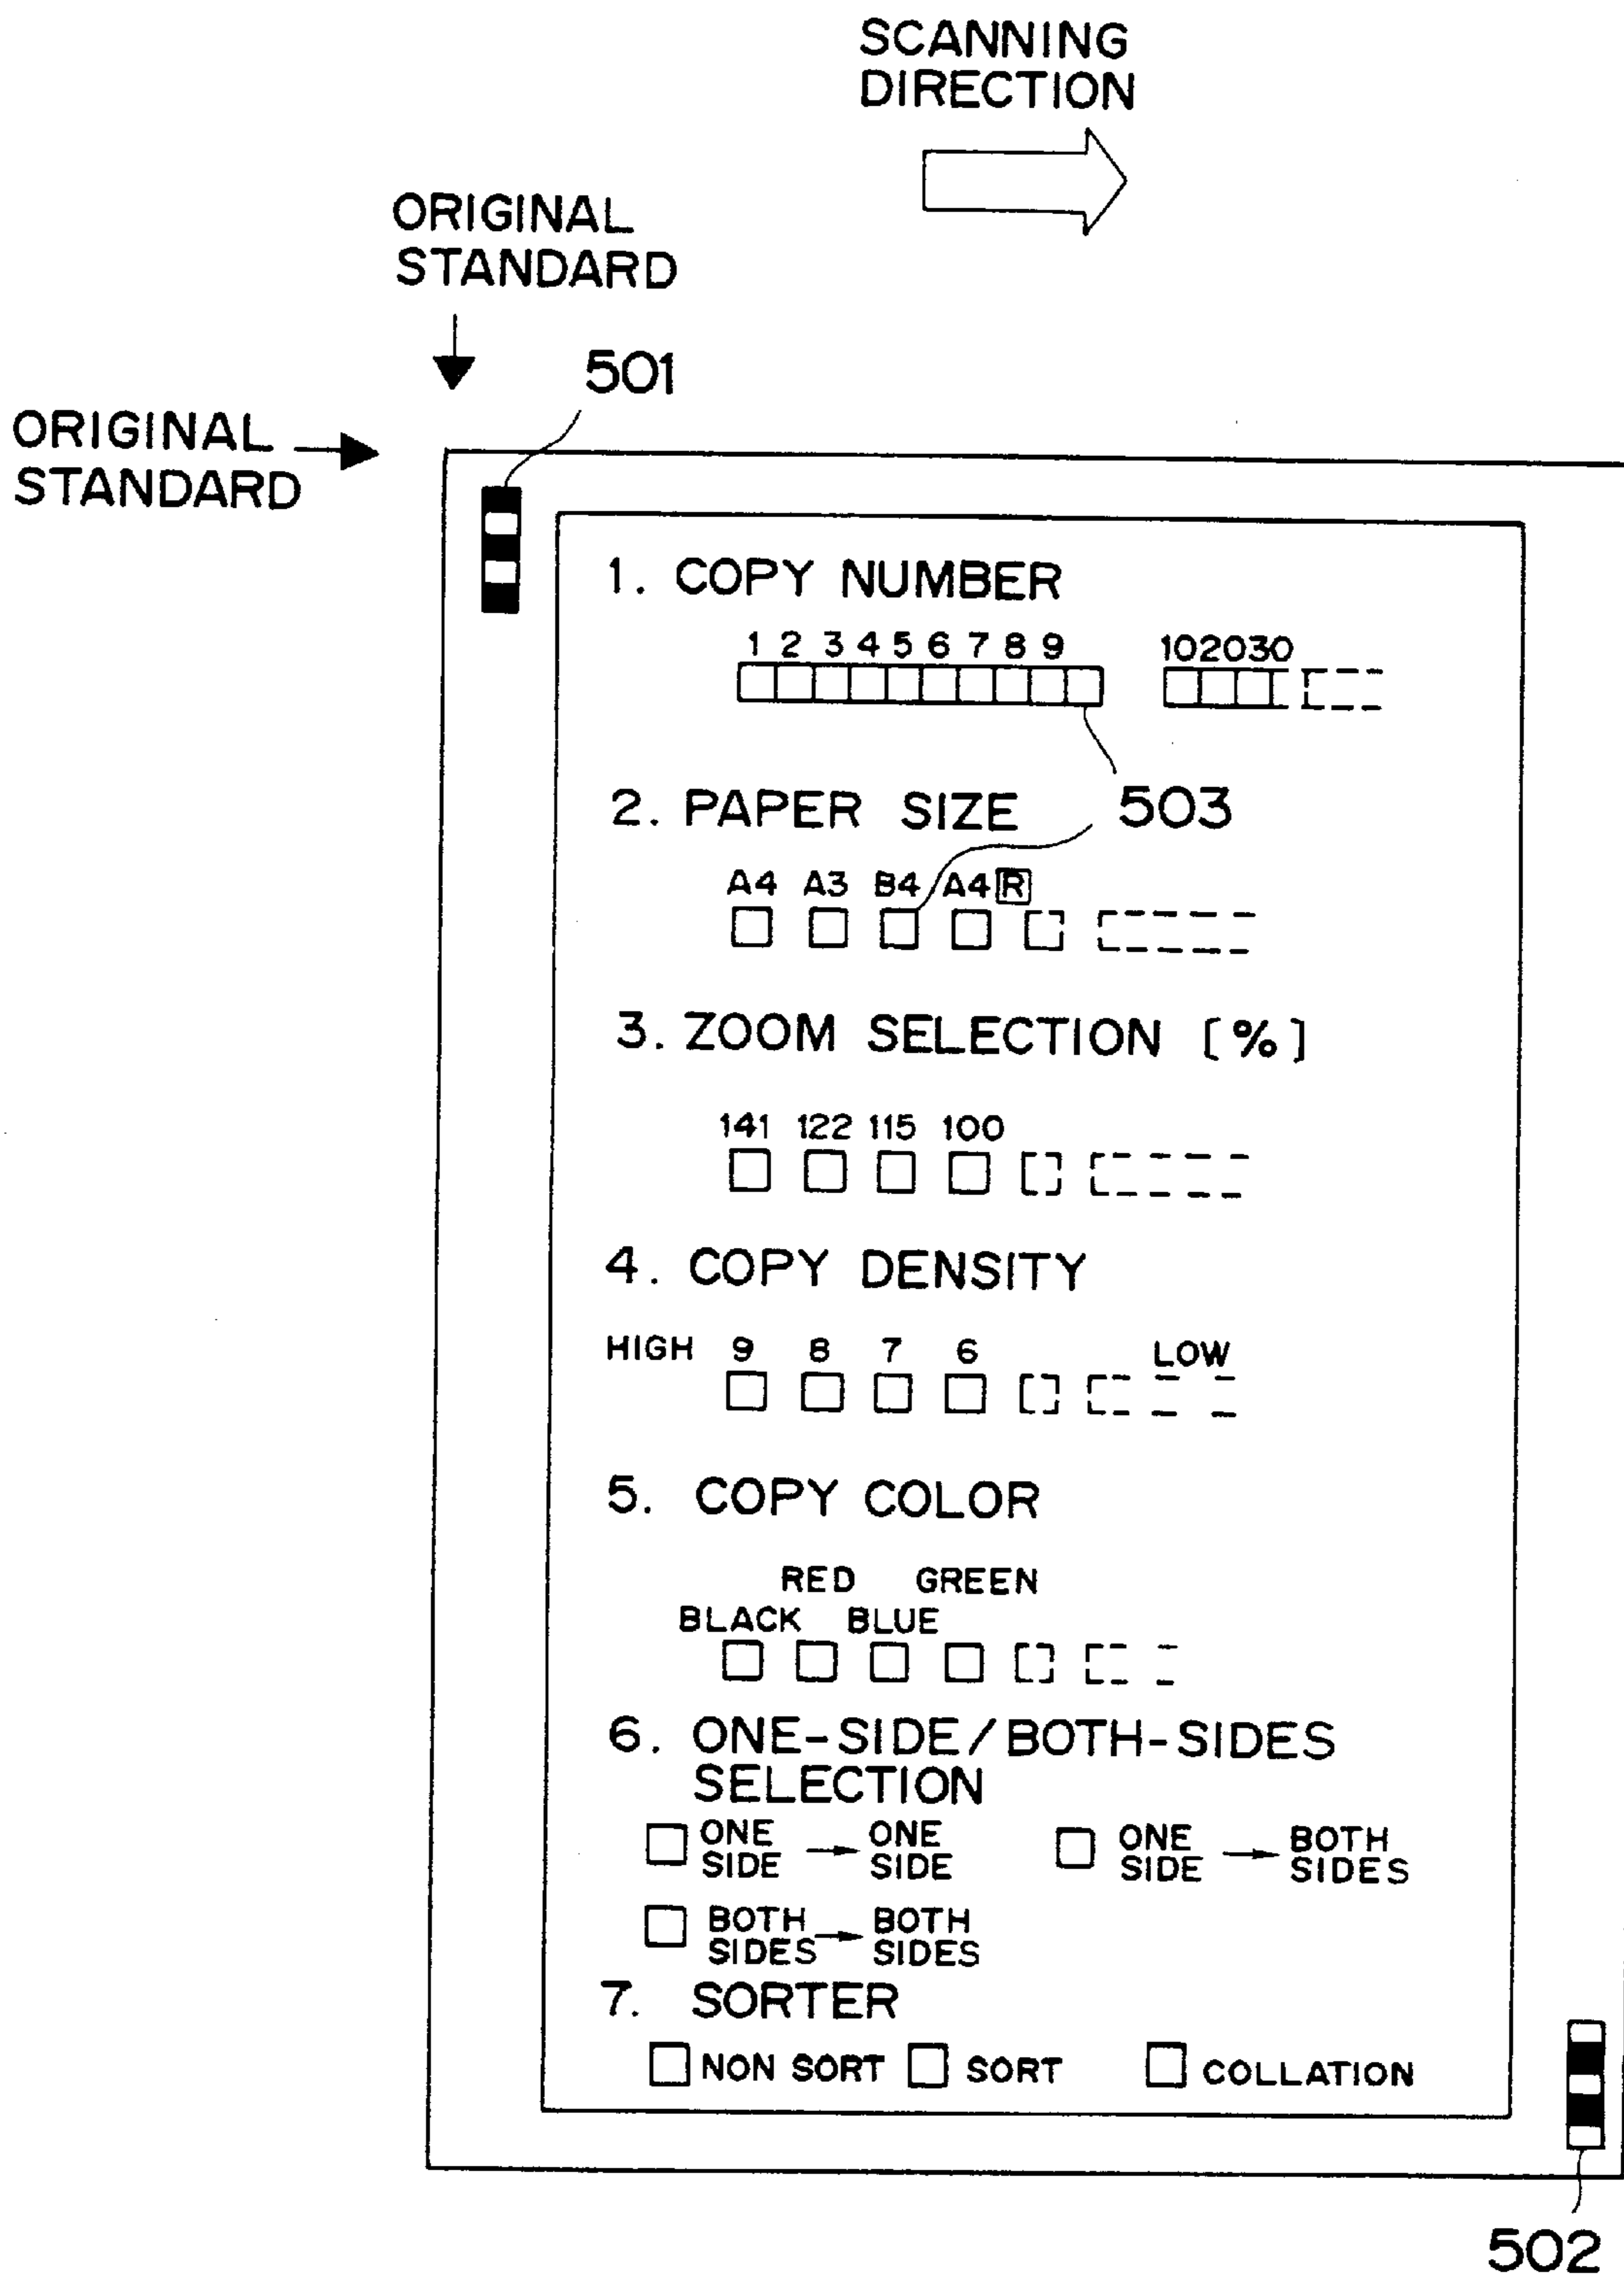 SCANNING
DIRECTION
ORIGINAL
STANDARD
501
ORIGINAL
STANDARD
1. COPY NUMBER
1 2 3 4 5 6 7 8 9 102030
503
2. PAPER SIZE
A4 A3 B4 A4 R
3. ZOOM SELECTION [%]
141 122 115 100
4. COPY DENSITY
HIGH 9 8 7 6 LOW
5. COPY COLOR
RED GREEN
BLACK BLUE
6. ONE-SIDE/BOTH-SIDES
SELECTION
ONE SIDE → ONE SIDE
ONE SIDE → BOTH SIDES
BOTH SIDES → BOTH SIDES
7. SORTER
NON SORT SORT COLLATION
502